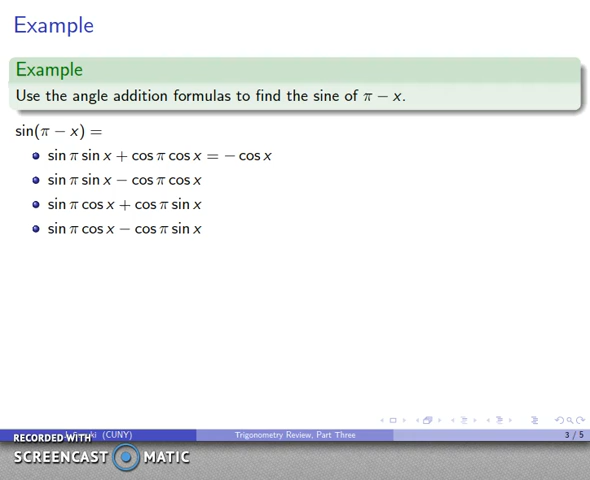 Example
Example
Use the angle addition formulas to find the sine of π − x.
sin(π − x) =
sin π sin x + cos π cos x = − cos x
sin π sin x − cos π cos x
sin π cos x + cos π sin x
sin π cos x − cos π sin x
(CUNY) Trigonometry Review, Part Three 3 / 5
RECORDED WITH
SCREENCAST MATIC